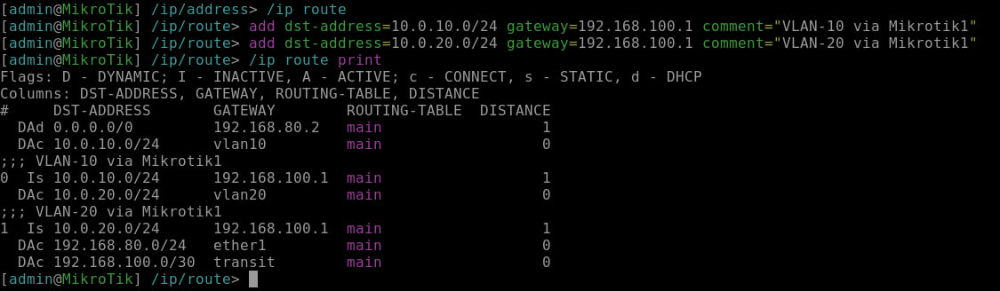 [admin@MikroTik] /ip/address> /ip route
[admin@MikroTik] /ip/route> add dst-address=10.0.10.0/24 gateway=192.168.100.1 comment="VLAN-10 via Mikrotik1"
[admin@MikroTik] /ip/route> add dst-address=10.0.20.0/24 gateway=192.168.100.1 comment="VLAN-20 via Mikrotik1"
[admin@MikroTik] /ip/route> /ip route print
Flags: D - DYNAMIC; I - INACTIVE, A - ACTIVE; c - CONNECT, s - STATIC, d - DHCP
Columns: DST-ADDRESS, GATEWAY, ROUTING-TABLE, DISTANCE
#     DST-ADDRESS       GATEWAY        ROUTING-TABLE  DISTANCE
  DAd 0.0.0.0/0         192.168.80.2   main                  1
  DAc 10.0.10.0/24      vlan10         main                  0
;;; VLAN-10 via Mikrotik1
0  Is 10.0.10.0/24      192.168.100.1  main                  1
  DAc 10.0.20.0/24      vlan20         main                  0
;;; VLAN-20 via Mikrotik1
1  Is 10.0.20.0/24      192.168.100.1  main                  1
  DAc 192.168.80.0/24   ether1         main                  0
  DAc 192.168.100.0/30  transit        main                  0
[admin@MikroTik] /ip/route>